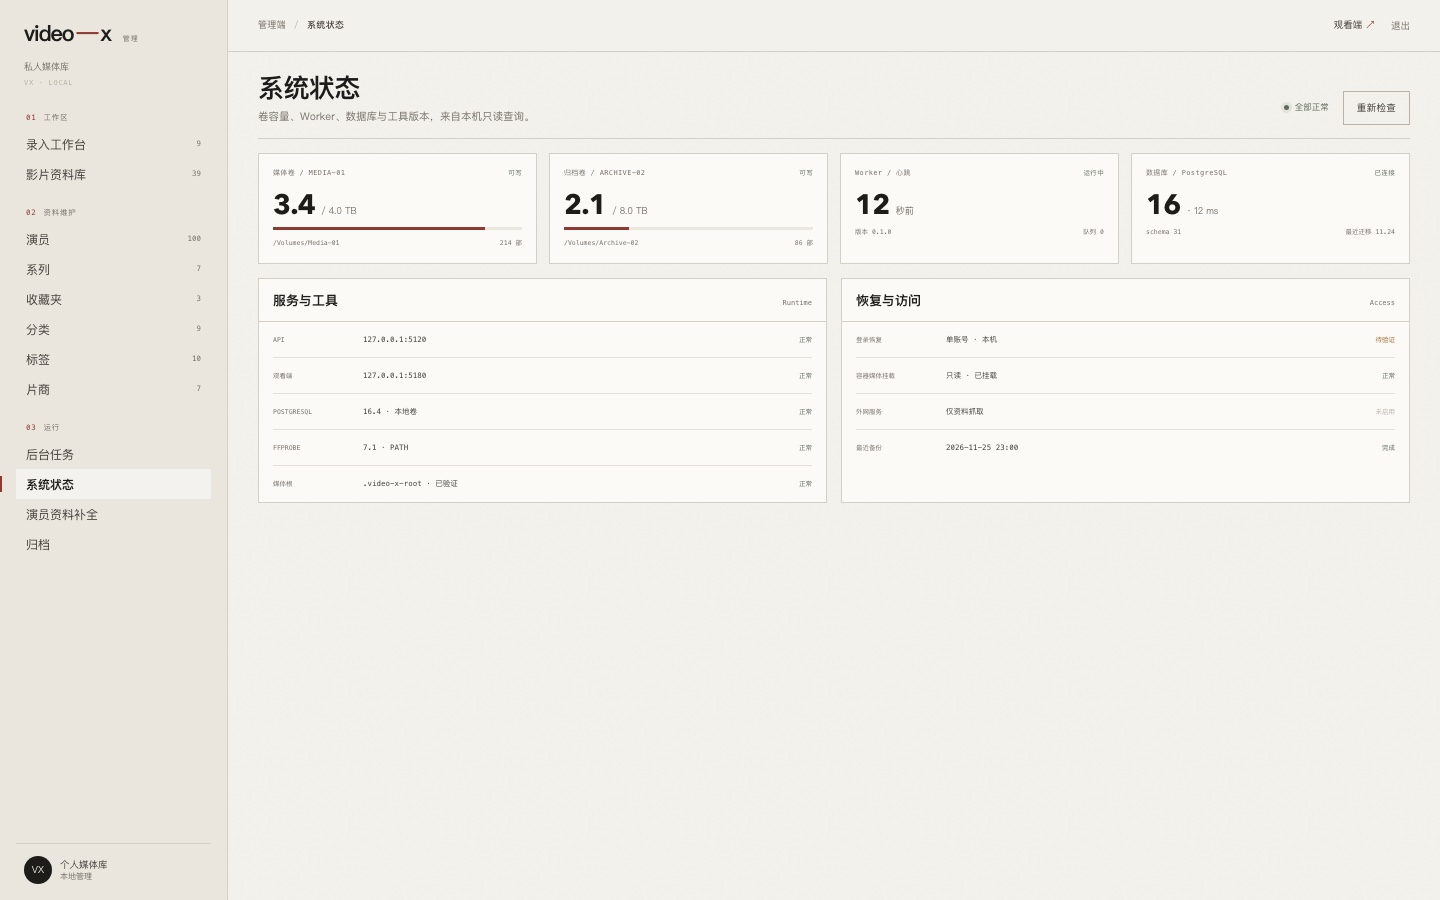 video—x 管理
私人媒体库
VX · LOCAL
01 工作区
录入工作台 9
影片资料库 39
02 资料维护
演员 100
系列 7
收藏夹 3
分类 9
标签 10
片商 7
03 运行
后台任务
系统状态
演员资料补全
归档
VX
个人媒体库
本地管理
管理端 / 系统状态
观看端 ↗ 退出
系统状态
卷容量、Worker、数据库与工具版本，来自本机只读查询。
全部正常 重新检查
媒体卷 / MEDIA-01 可写
3.4 / 4.0 TB
/Volumes/Media-01 214 部
归档卷 / ARCHIVE-02 可写
2.1 / 8.0 TB
/Volumes/Archive-02 86 部
Worker / 心跳 运行中
12 秒前
版本 0.1.0 队列 0
数据库 / PostgreSQL 已连接
16 · 12 ms
schema 31 最近迁移 11.24
服务与工具 Runtime
API 127.0.0.1:5120 正常
观看端 127.0.0.1:5180 正常
POSTGRESQL 16.4 · 本地卷 正常
FFPROBE 7.1 · PATH 正常
媒体根 .video-x-root · 已验证 正常
恢复与访问 Access
登录恢复 单账号 · 本机 待验证
容器媒体挂载 只读 · 已挂载 正常
外网服务 仅资料抓取 未启用
最近备份 2026-11-25 23:00 完成